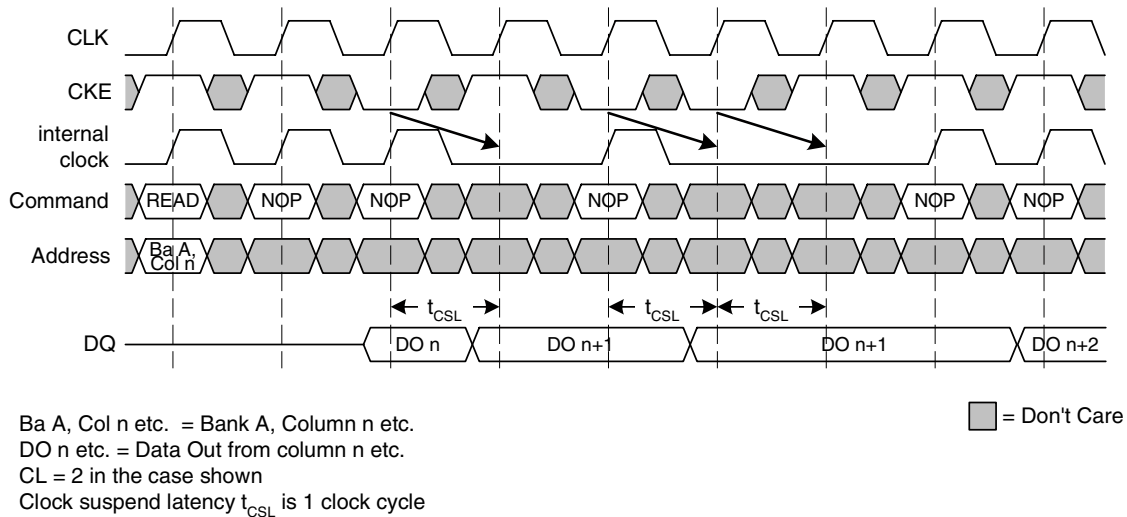 CLK
CKE
internal
clock
Command READ NOP NOP NOP NOP NOP
Address Ba A,
Col n
tCSL tCSL tCSL
DQ DO n DO n+1 DO n+1 DO n+2
Ba A, Col n etc. = Bank A, Column n etc.
DO n etc. = Data Out from column n etc.
CL = 2 in the case shown
Clock suspend latency tCSL is 1 clock cycle
= Don't Care